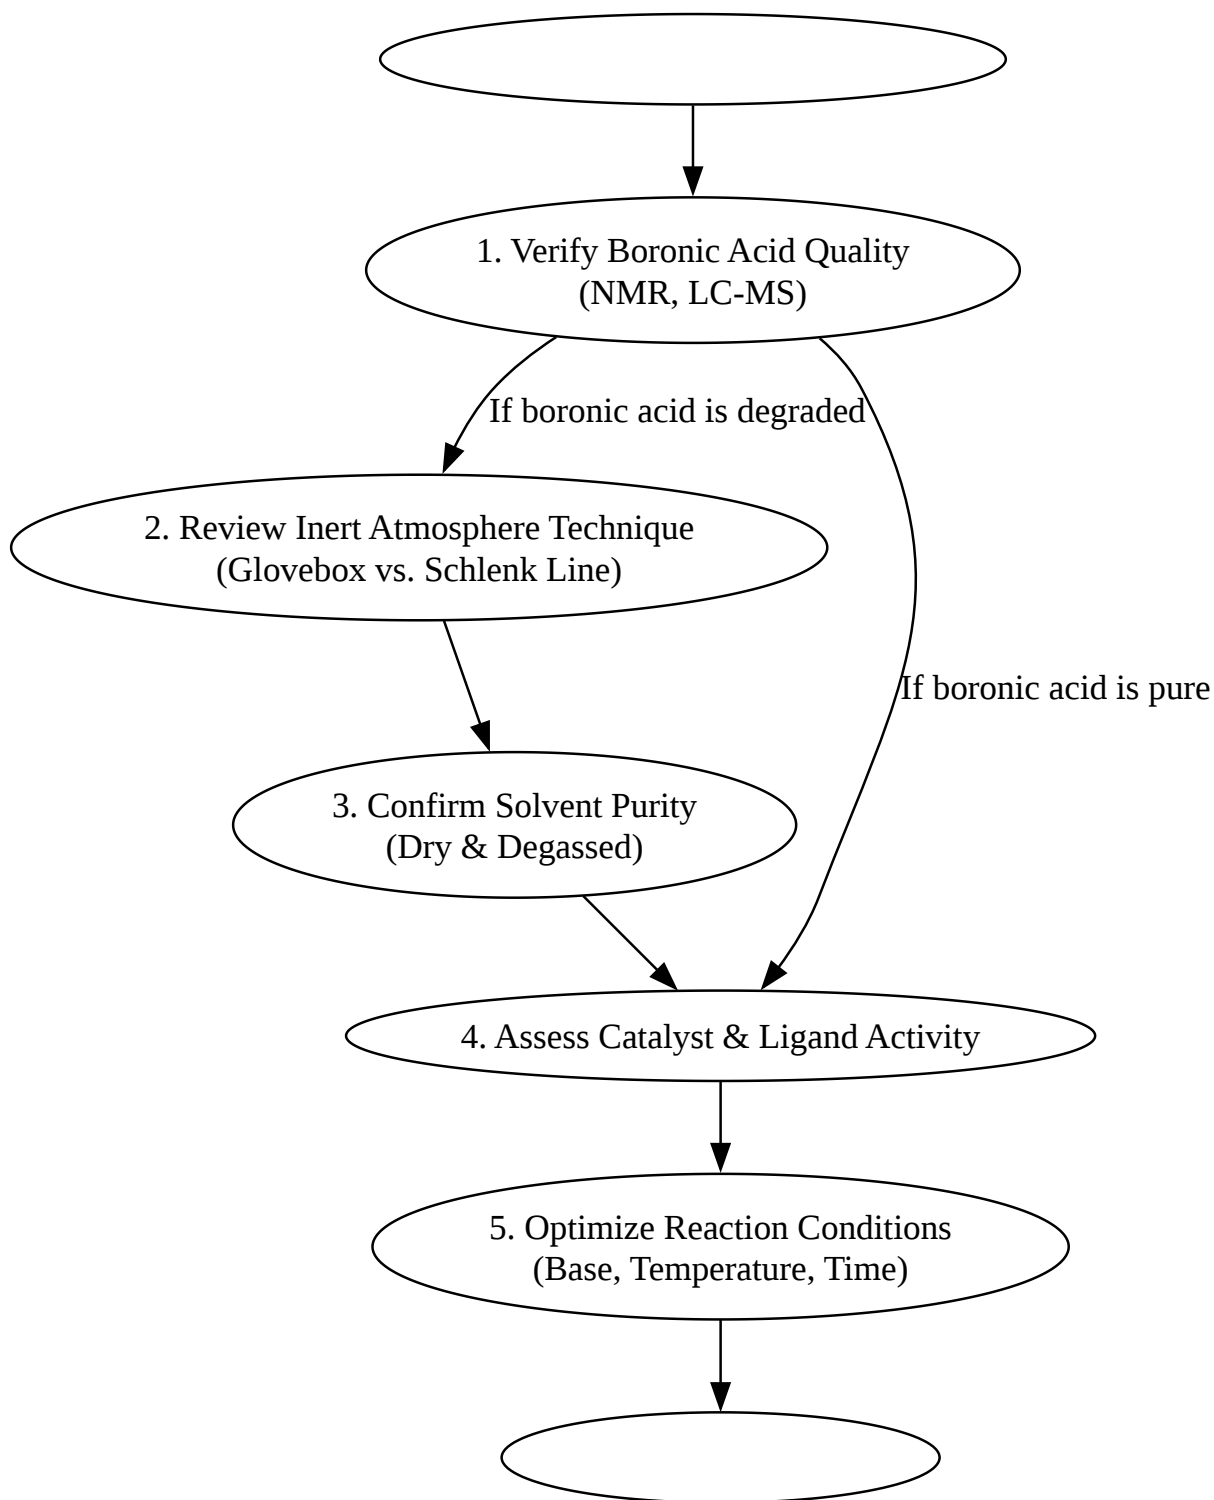 1. Verify Boronic Acid Quality
(NMR, LC-MS)
If boronic acid is degraded
2. Review Inert Atmosphere Technique
(Glovebox vs. Schlenk Line)
If boronic acid is pure
3. Confirm Solvent Purity
(Dry & Degassed)
4. Assess Catalyst & Ligand Activity
5. Optimize Reaction Conditions
(Base, Temperature, Time)